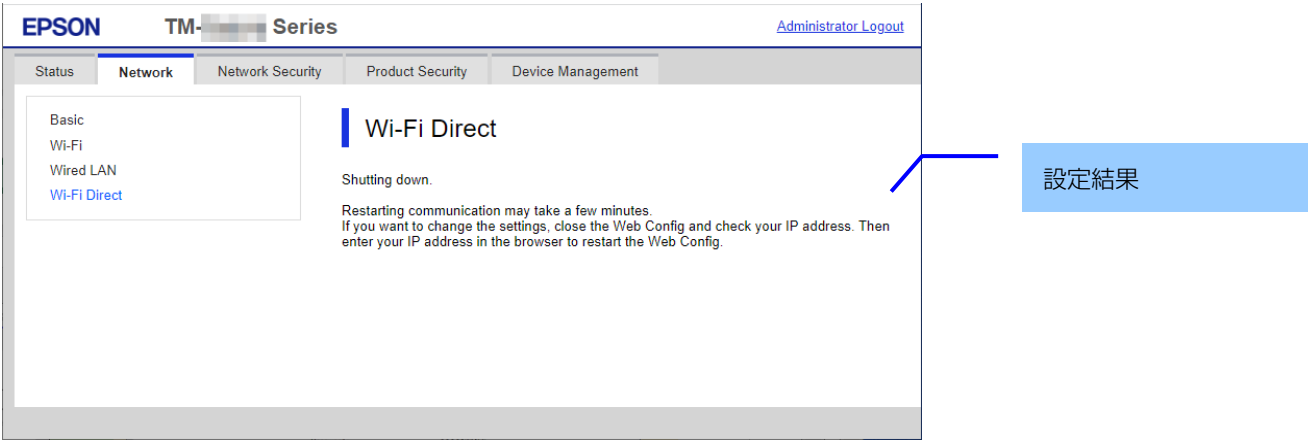 EPSON TM- Series Administrator Logout
Status Network Network Security Product Security Device Management
Basic
Wi-Fi
Wired LAN
Wi-Fi Direct
Wi-Fi Direct
Shutting down.
Restarting communication may take a few minutes.
If you want to change the settings, close the Web Config and check your IP address. Then
enter your IP address in the browser to restart the Web Config.
設定結果